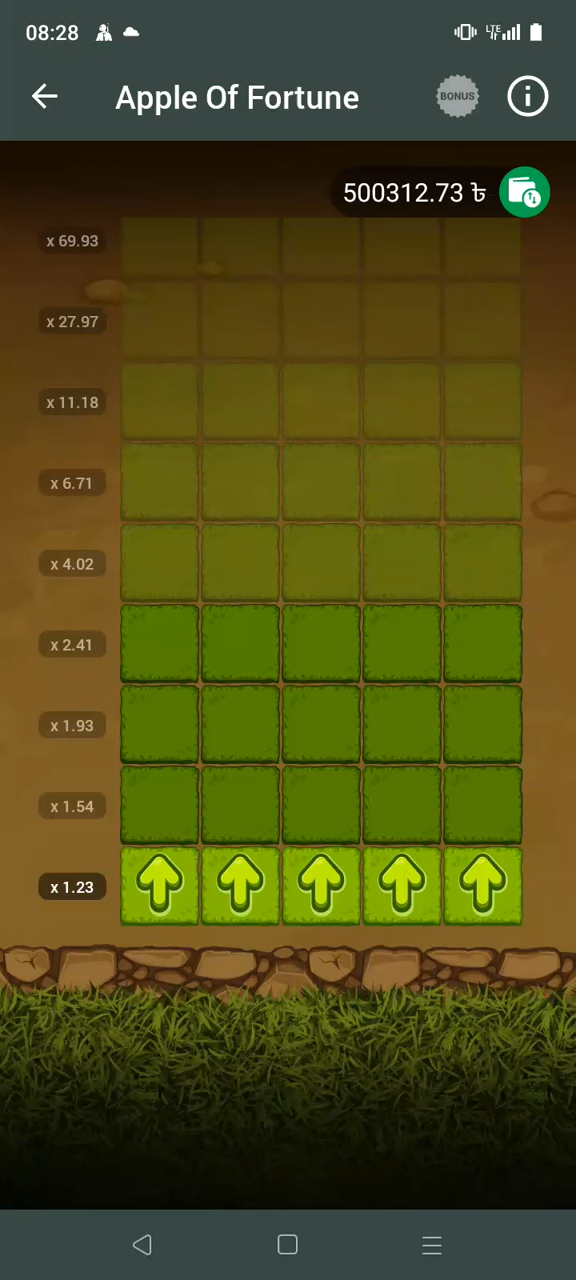 08:28
LTE
Apple Of Fortune
BONUS
500312.73 ৳
x 69.93
x 27.97
x 11.18
x 6.71
x 4.02
x 2.41
x 1.93
x 1.54
x 1.23